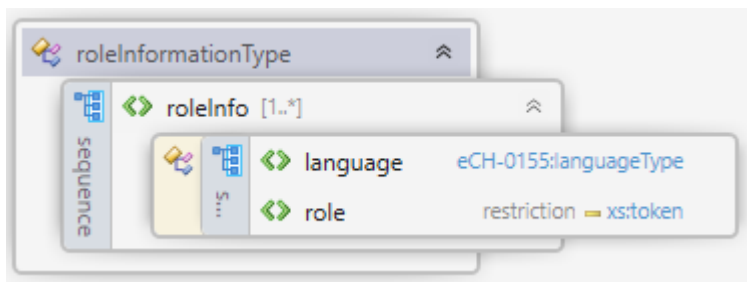 roleInformationType
roleInfo [1..*]
sequence
s...
language eCH-0155:languageType
role restriction xs:token